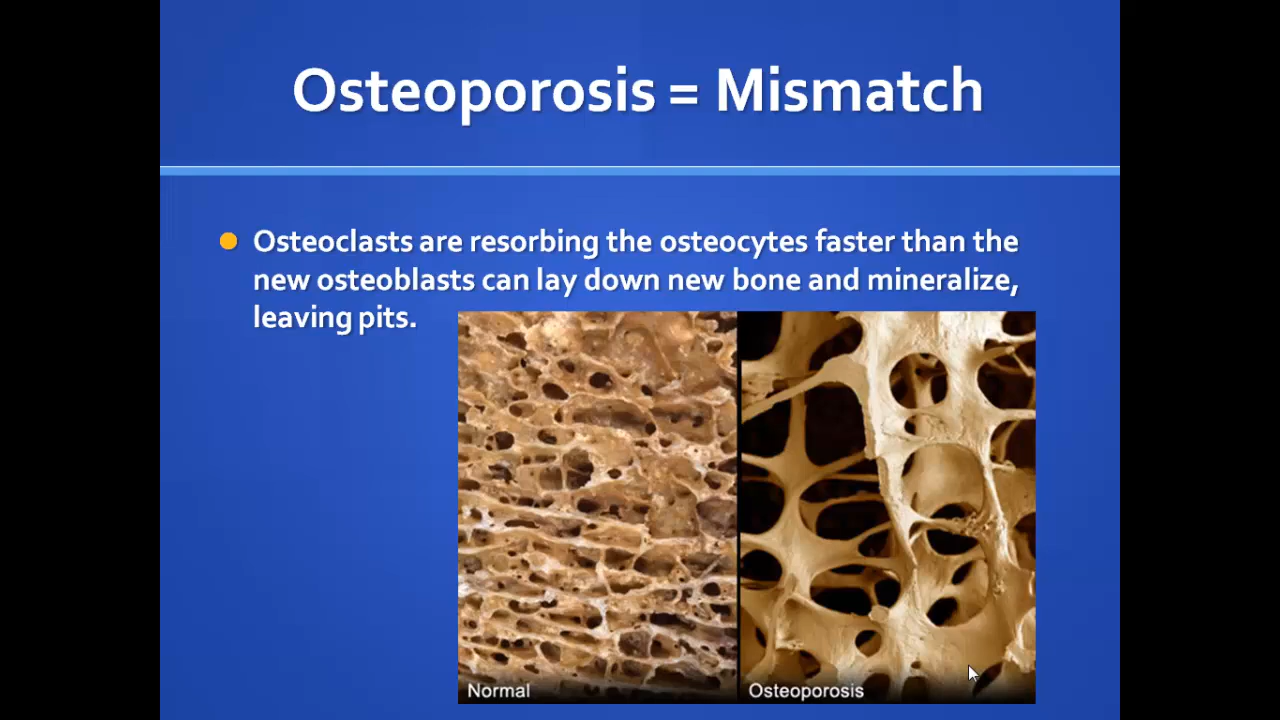 Osteoporosis = Mismatch
Osteoclasts are resorbing the osteocytes faster than the
new osteoblasts can lay down new bone and mineralize,
leaving pits.
Normal
Osteoporosis